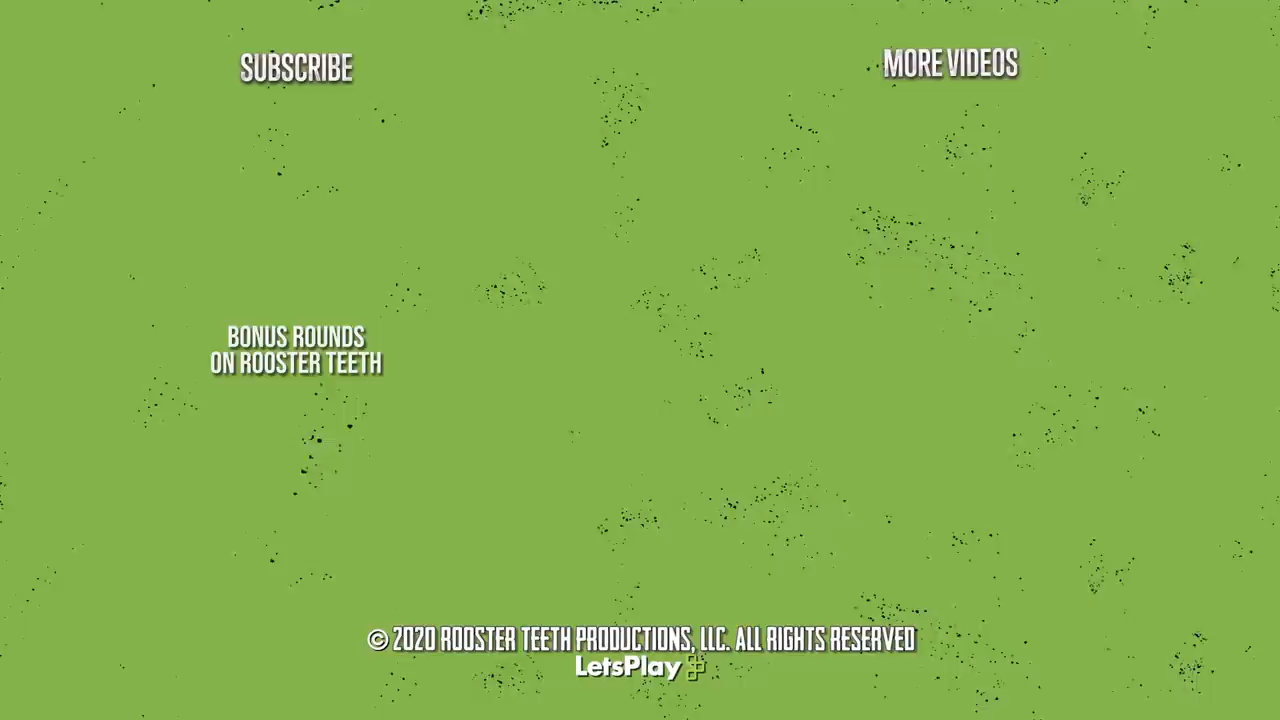 SUBSCRIBE
MORE VIDEOS
BONUS ROUNDS
ON ROOSTER TEETH
© 2020 ROOSTER TEETH PRODUCTIONS, LLC. ALL RIGHTS RESERVED
LetsPlay